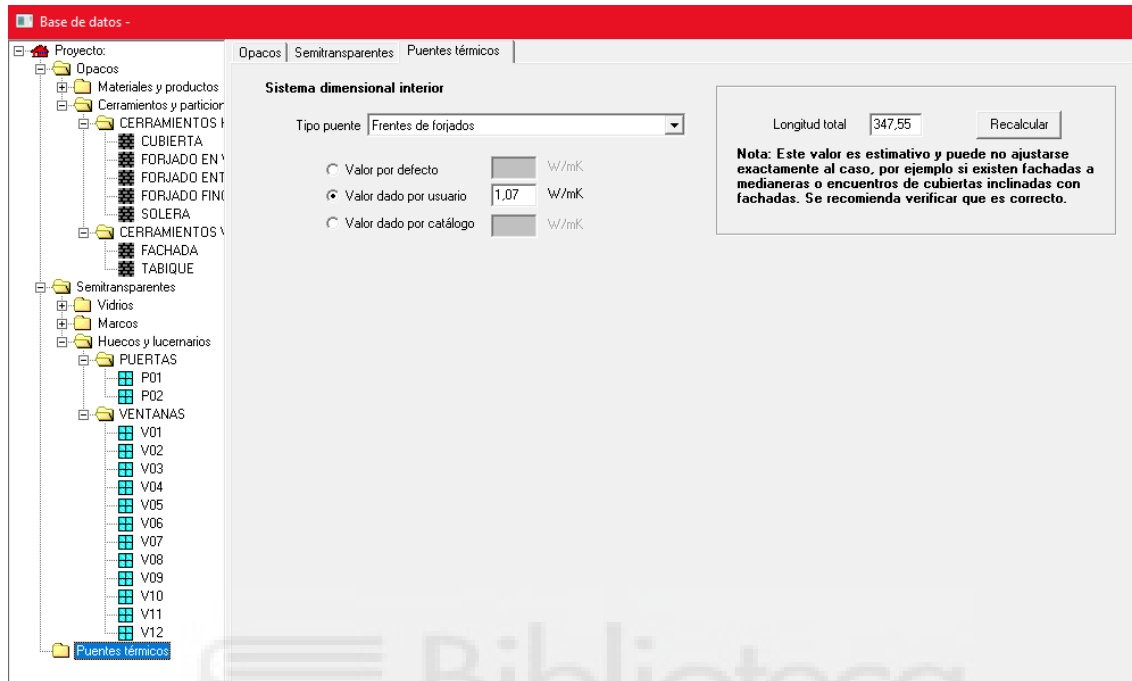 Base de datos -
Proyecto:
Opacos
Materiales y productos
Cerramientos y particior
CERRAMIENTOS H
CUBIERTA
FORJADO EN V
FORJADO ENT
FORJADO FINC
SOLERA
CERRAMIENTOS V
FACHADA
TABIQUE
Semitransparentes
Vidrios
Marcos
Huecos y lucernarios
PUERTAS
P01
P02
VENTANAS
V01
V02
V03
V04
V05
V06
V07
V08
V09
V10
V11
V12
Puentes térmicos
Opacos Semitransparentes Puentes térmicos
Sistema dimensional interior
Tipo puente Frentes de forjados
Valor por defecto W/mK
Valor dado por usuario 1,07 W/mK
Valor dado por catálogo W/mK
Longitud total 347,55 Recalcular
Nota: Este valor es estimativo y puede no ajustarse
exactamente al caso, por ejemplo si existen fachadas a
medianeras o encuentros de cubiertas inclinadas con
fachadas. Se recomienda verificar que es correcto.
Biblioteca